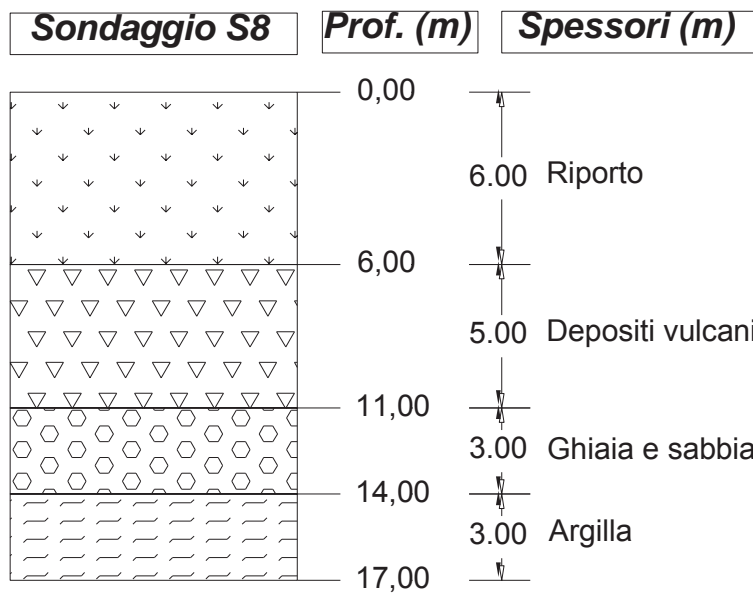 Sondaggio S8 Prof. (m) Spessori (m)
0,00
6.00 Riporto
6,00
5.00 Depositi vulcani
11,00
3.00 Ghiaia e sabbia
14,00
3.00 Argilla
17,00